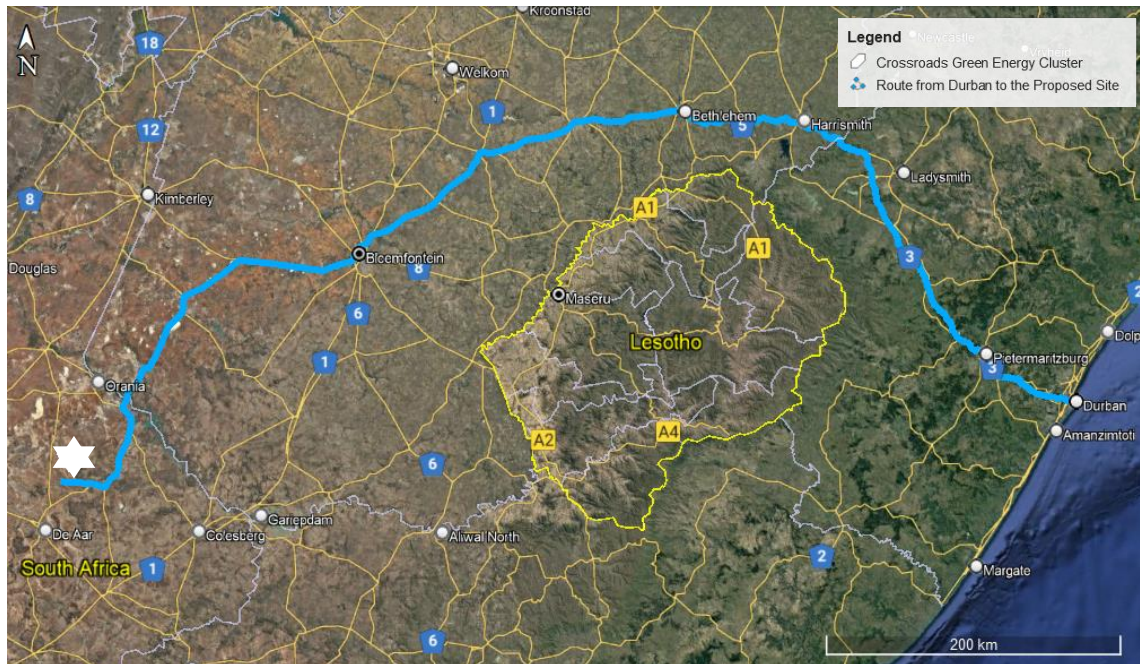 Kroonstad
Legend
Newcastle
Vryheid
Crossroads Green Energy Cluster
Route from Durban to the Proposed Site
N
18
Welkom
1
12
Bethlehem
5
Harrismith
Ladysmith
Kimberley
8
A1
A1
Bloemfontein
8
3
Douglas
Maseru
2
6
Dolp
Lesotho
1
Pietermaritzburg
3
Orania
Durban
Amanzimtoti
A4
A2
6
De Aar
Gariepdam
Colesberg
Aliwal North
South Africa
1
2
Margate
6
200 km